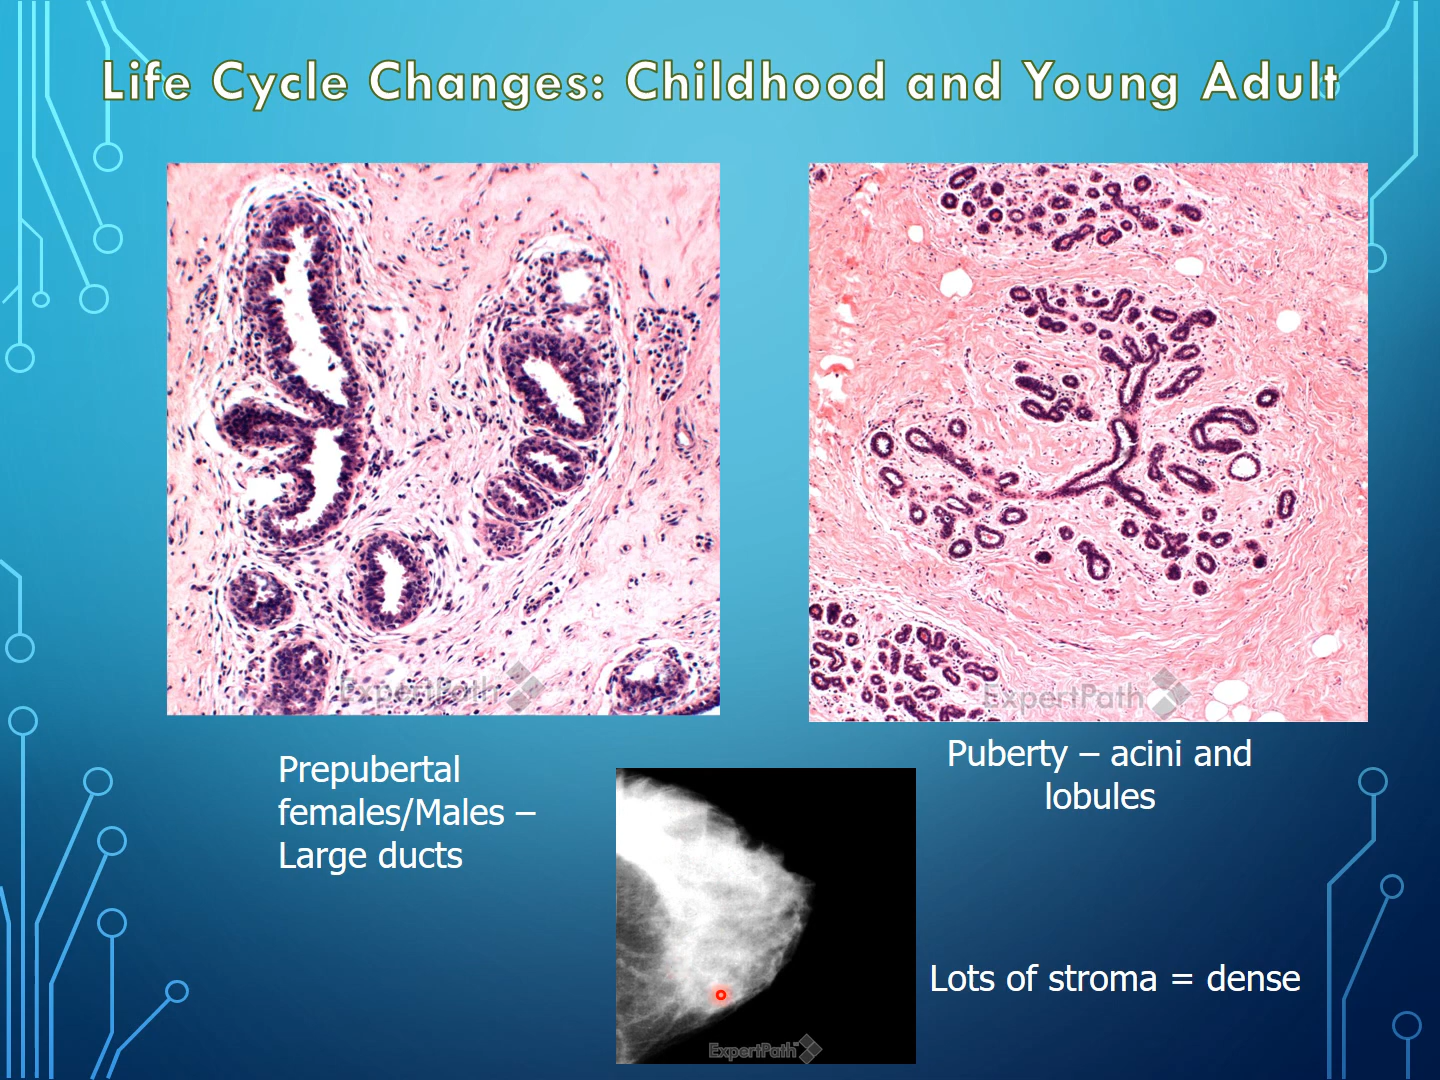 Life Cycle Changes: Childhood and Young Adult
ExpertPath
ExpertPath
Prepubertal
females/Males –
Large ducts
Puberty – acini and
lobules
Lots of stroma = dense
ExpertPath™